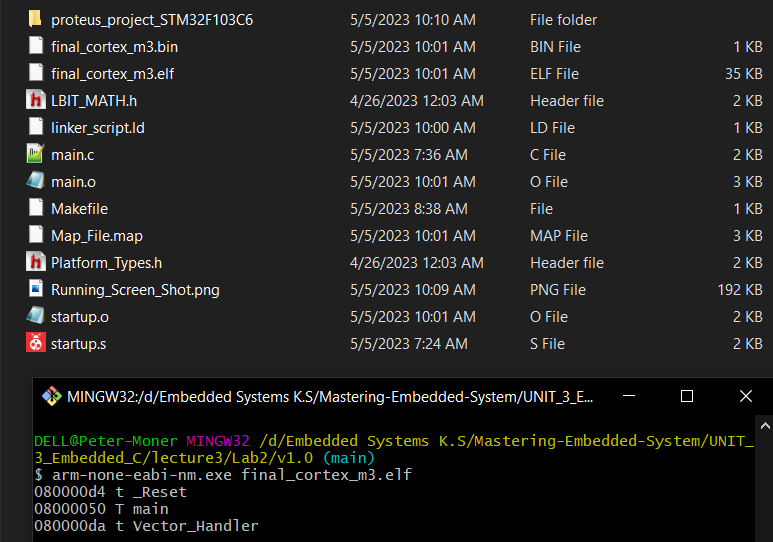 proteus_project_STM32F103C6 5/5/2023 10:10 AM File folder
final_cortex_m3.bin 5/5/2023 10:01 AM BIN File 1 KB
final_cortex_m3.elf 5/5/2023 10:01 AM ELF File 35 KB
LBIT_MATH.h 4/26/2023 12:03 AM Header file 2 KB
linker_script.ld 5/5/2023 10:00 AM LD File 1 KB
main.c 5/5/2023 7:36 AM C File 2 KB
main.o 5/5/2023 10:01 AM O File 3 KB
Makefile 5/5/2023 8:38 AM File 1 KB
Map_File.map 5/5/2023 10:01 AM MAP File 3 KB
Platform_Types.h 4/26/2023 12:03 AM Header file 2 KB
Running_Screen_Shot.png 5/5/2023 10:09 AM PNG File 192 KB
startup.o 5/5/2023 10:01 AM O File 2 KB
startup.s 5/5/2023 7:24 AM S File 2 KB
MINGW32:/d/Embedded Systems K.S/Mastering-Embedded-System/UNIT_3_E...
DELL@Peter-Moner MINGW32 /d/Embedded Systems K.S/Mastering-Embedded-System/UNIT_
3_Embedded_C/lecture3/Lab2/v1.0 (main)
$ arm-none-eabi-nm.exe final_cortex_m3.elf
080000d4 t _Reset
08000050 T main
080000da t Vector_Handler